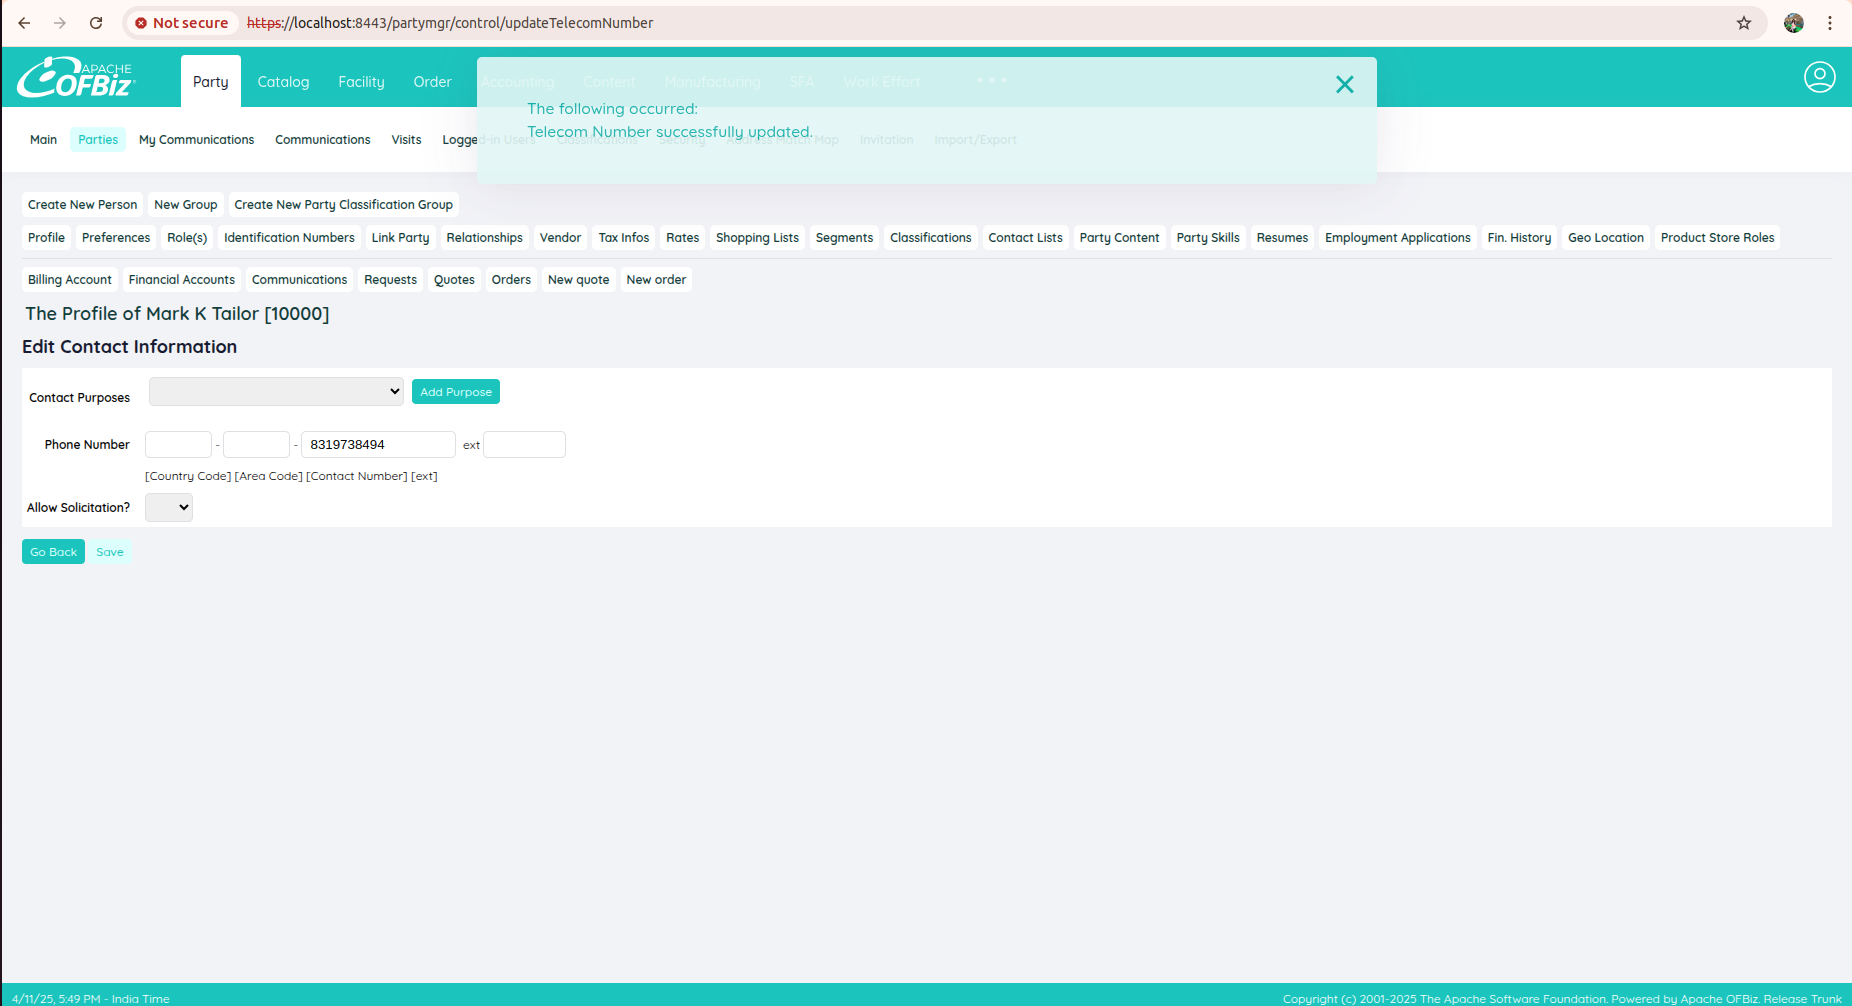 Not secure https://localhost:8443/partymgr/control/updateTelecomNumber
APACHE OFBiz Party Catalog Facility Order Accounting Content Manufacturing SFA Work Effort
The following occurred:
Telecom Number successfully updated.
Main Parties My Communications Communications Visits Logged-in Users Classifications Security Address Match Map Invitation Import/Export
Create New Person New Group Create New Party Classification Group
Profile Preferences Role(s) Identification Numbers Link Party Relationships Vendor Tax Infos Rates Shopping Lists Segments Classifications Contact Lists Party Content Party Skills Resumes Employment Applications Fin. History Geo Location Product Store Roles
Billing Account Financial Accounts Communications Requests Quotes Orders New quote New order
The Profile of Mark K Tailor [10000]
Edit Contact Information
Contact Purposes Add Purpose
Phone Number - - 8319738494 ext
[Country Code] [Area Code] [Contact Number] [ext]
Allow Solicitation?
Go Back Save
4/11/25, 5:49 PM - India Time Copyright (c) 2001-2025 The Apache Software Foundation. Powered by Apache OFBiz. Release Trunk